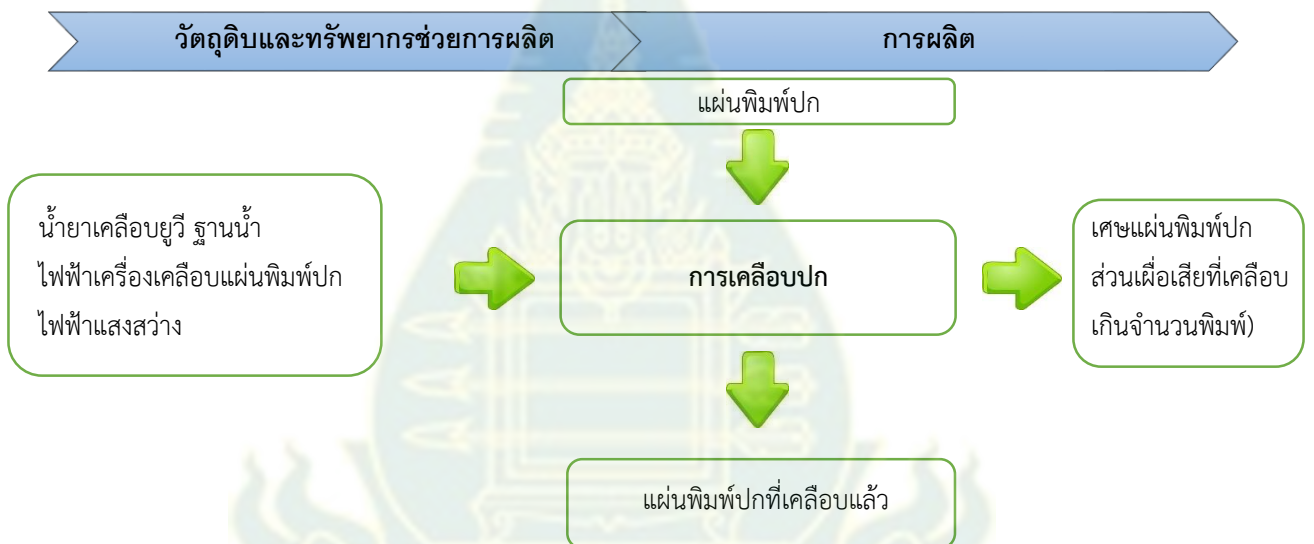 วัตถุดิบและทรัพยากรช่วยการผลิต
การผลิต
แผ่นพิมพ์ปก
น้ำยาเคลือบยูวี ฐานน้ำ
ไฟฟ้าเครื่องเคลือบแผ่นพิมพ์ปก
ไฟฟ้าแสงสว่าง
การเคลือบปก
เศษแผ่นพิมพ์ปก
ส่วนเผื่อเสียที่เคลือบ
เกินจำนวนพิมพ์)
แผ่นพิมพ์ปกที่เคลือบแล้ว